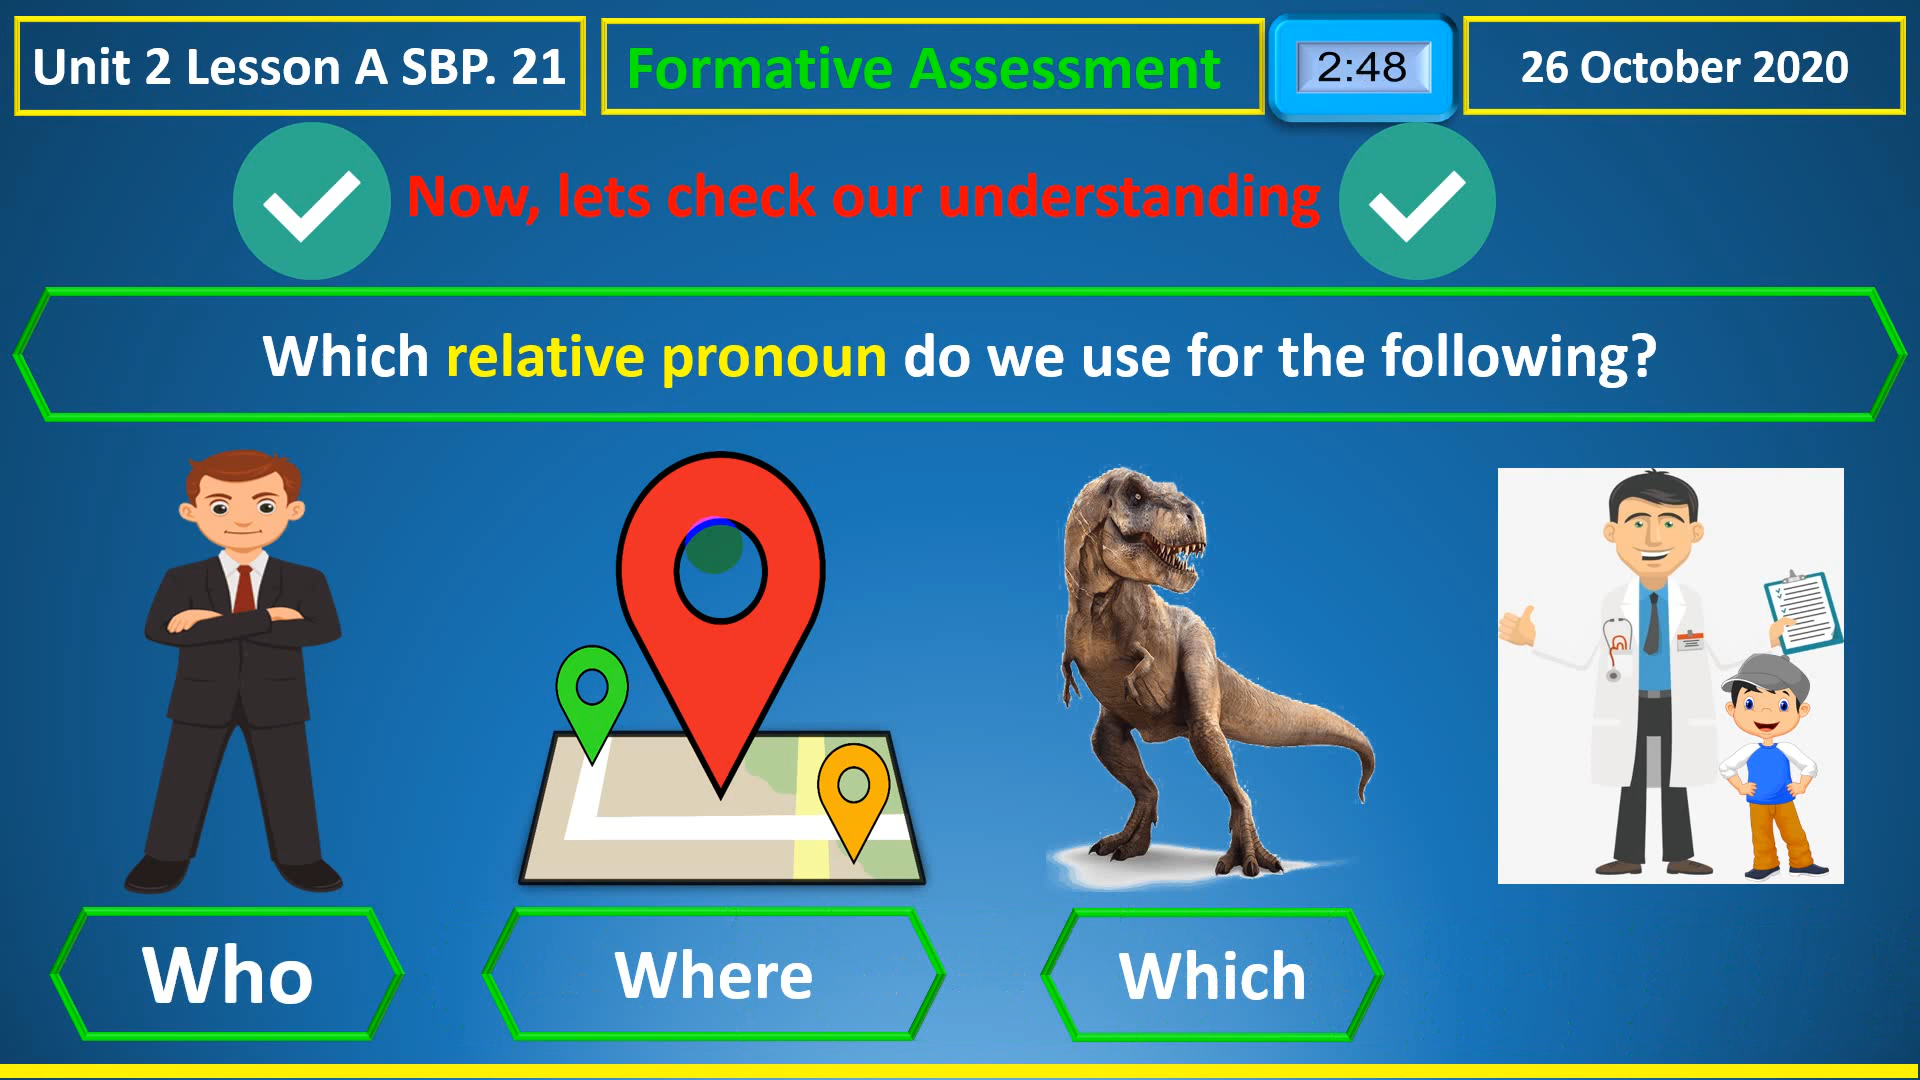 Unit 2 Lesson A SBP. 21
Formative Assessment
2:48
26 October 2020
Now, lets check our understanding
Which relative pronoun do we use for the following?
Who
Where
Which